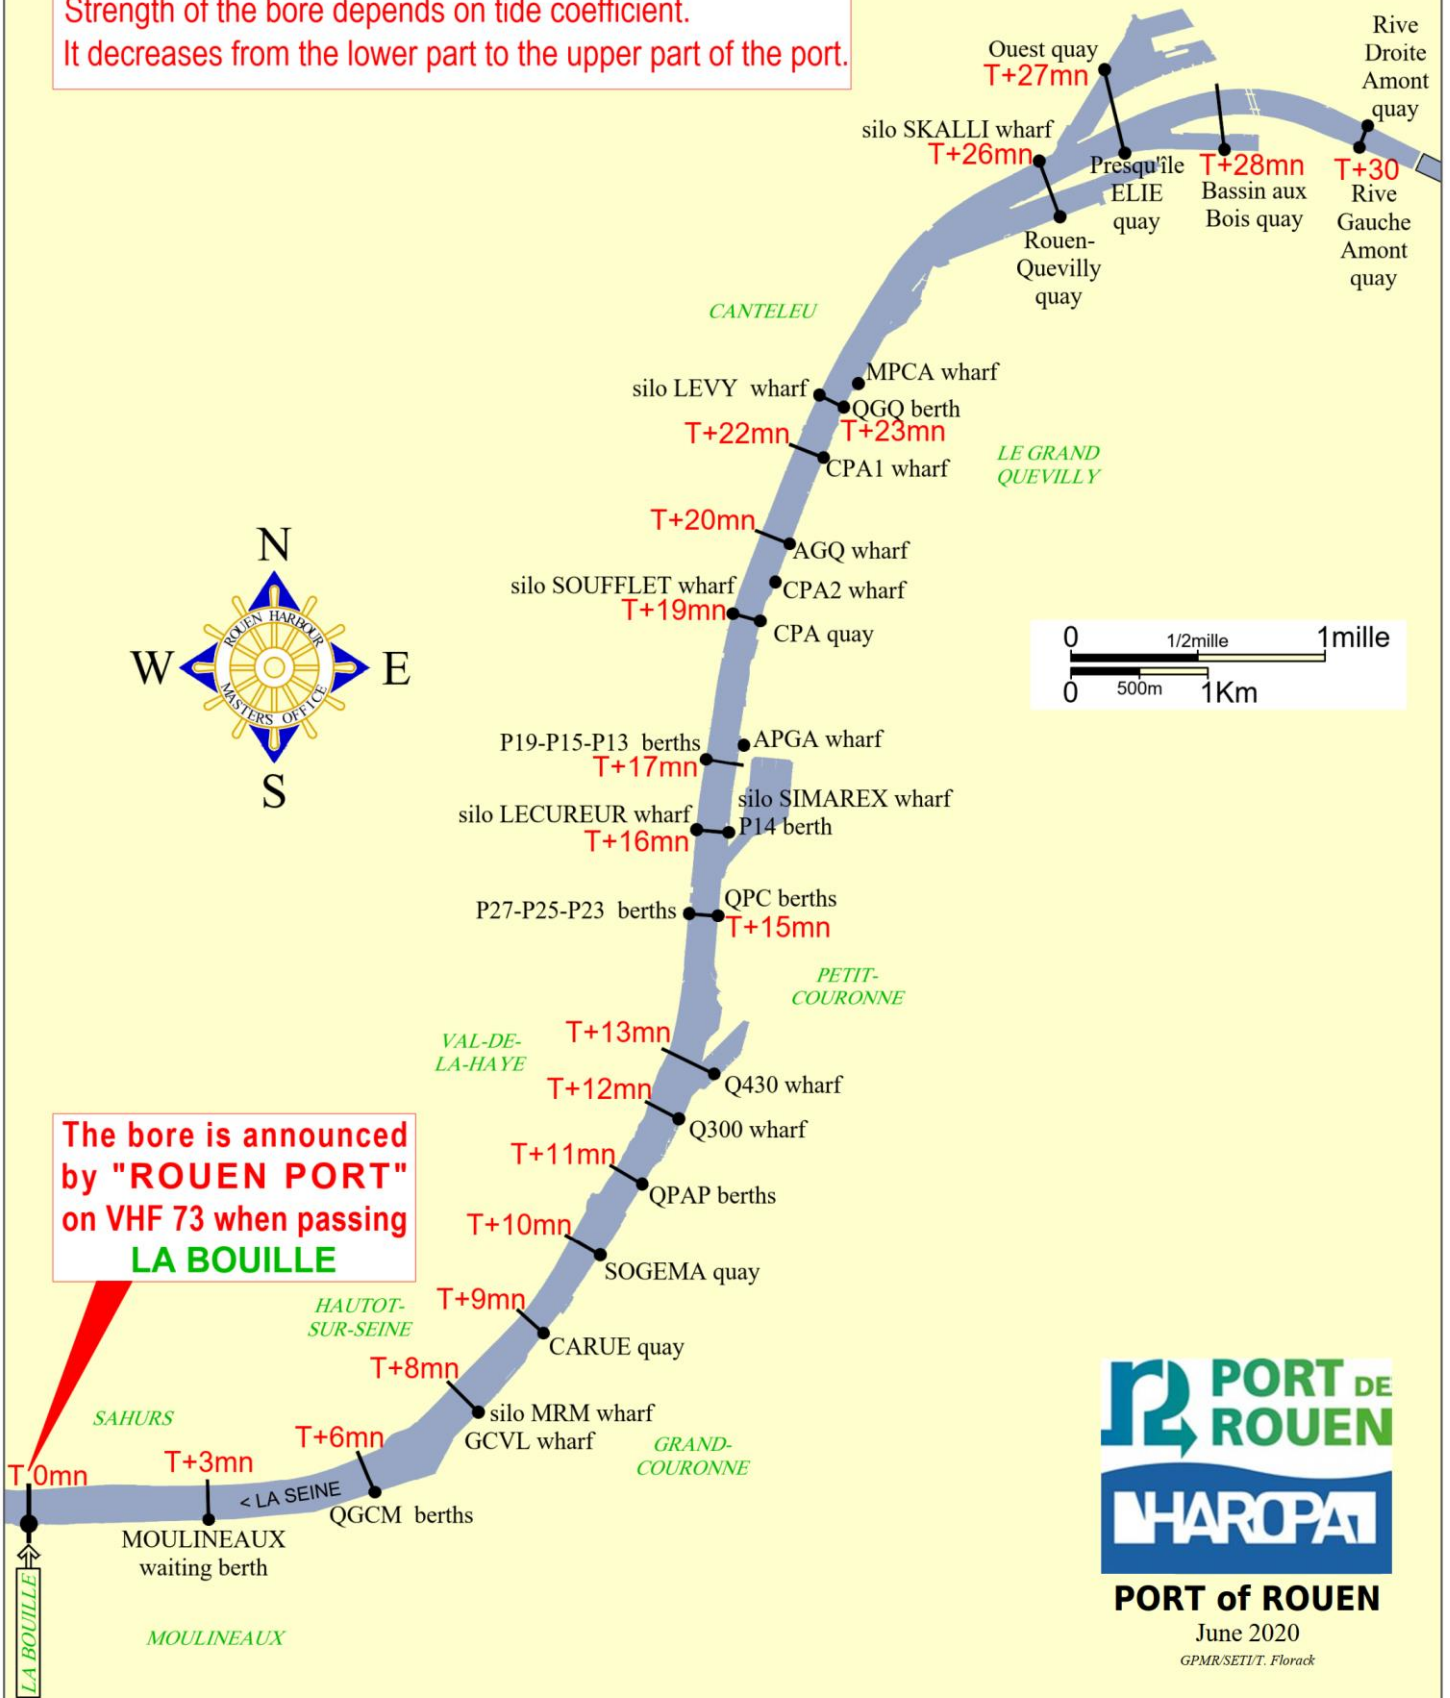 Strength of the bore depends on tide coefficient.
It decreases from the lower part to the upper part of the port.
Rive
Droite
Amont
quay
Ouest quay
T+27mn
silo SKALLI wharf
T+26mn
Presqu'île
ELIE
quay
T+28mn
Bassin aux
Bois quay
T+30
Rive
Gauche
Amont
quay
Rouen-
Quevilly
quay
CANTELEU
MPCA wharf
silo LEVY wharf
QGQ berth
T+22mn
T+23mn
CPA1 wharf
LE GRAND
QUEVILLY
T+20mn
AGQ wharf
silo SOUFFLET wharf
CPA2 wharf
T+19mn
CPA quay
N
W
E
S
ROUEN HARBOUR
MASTER'S OFFICE
0 1/2mille 1mille
0 500m 1Km
P19-P15-P13 berths
APGA wharf
T+17mn
silo SIMAREX wharf
silo LECUREUR wharf
P14 berth
T+16mn
QPC berths
P27-P25-P23 berths
T+15mn
PETIT-
COURONNE
T+13mn
VAL-DE-
LA-HAYE
Q430 wharf
T+12mn
Q300 wharf
The bore is announced
by "ROUEN PORT"
on VHF 73 when passing
LA BOUILLE
T+11mn
QPAP berths
T+10mn
SOGEMA quay
HAUTOT-
SUR-SEINE
T+9mn
CARUE quay
T+8mn
silo MRM wharf
GCVL wharf
GRAND-
COURONNE
SAHURS
T+6mn
T+3mn
T 0mn
< LA SEINE
QGCM berths
MOULINEAUX
waiting berth
LA BOUILLE
MOULINEAUX
PORT DE
ROUEN
HAROPA
PORT of ROUEN
June 2020
GPMR/SETI/T. Florack